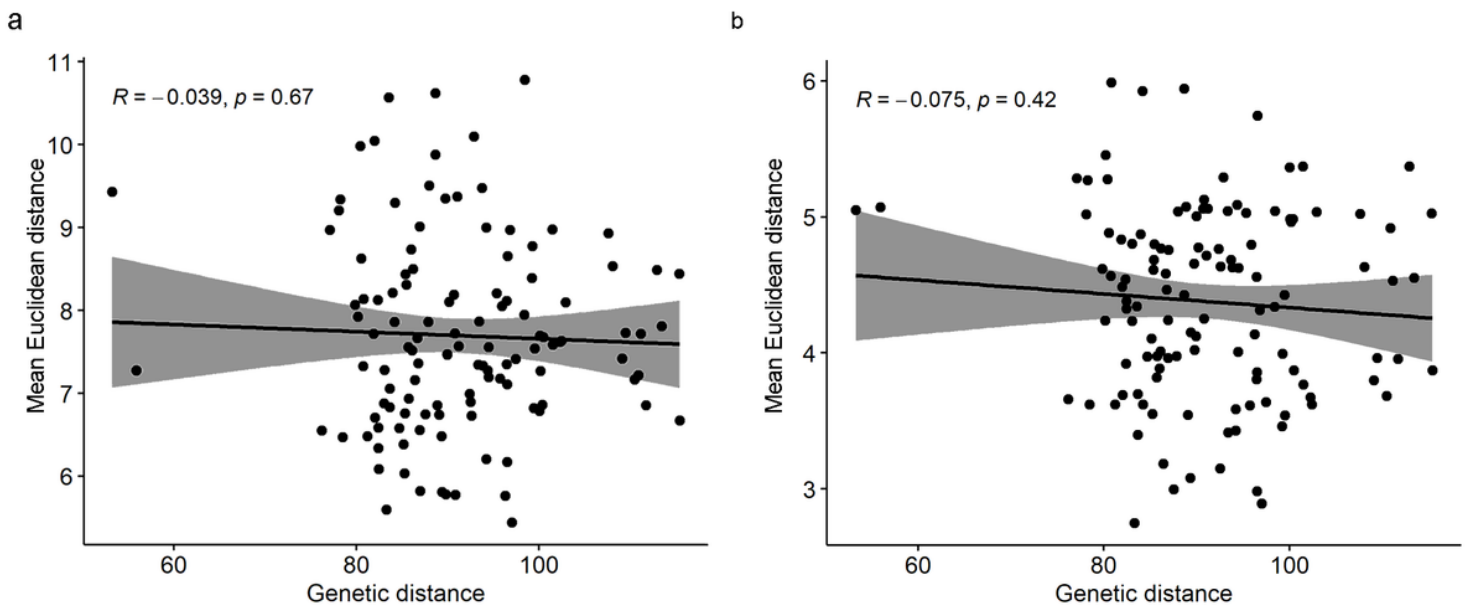 a
R = −0.039, p = 0.67
Mean Euclidean distance
11
10
9
8
7
6
60
80
100
Genetic distance
b
R = −0.075, p = 0.42
Mean Euclidean distance
6
5
4
3
60
80
100
Genetic distance